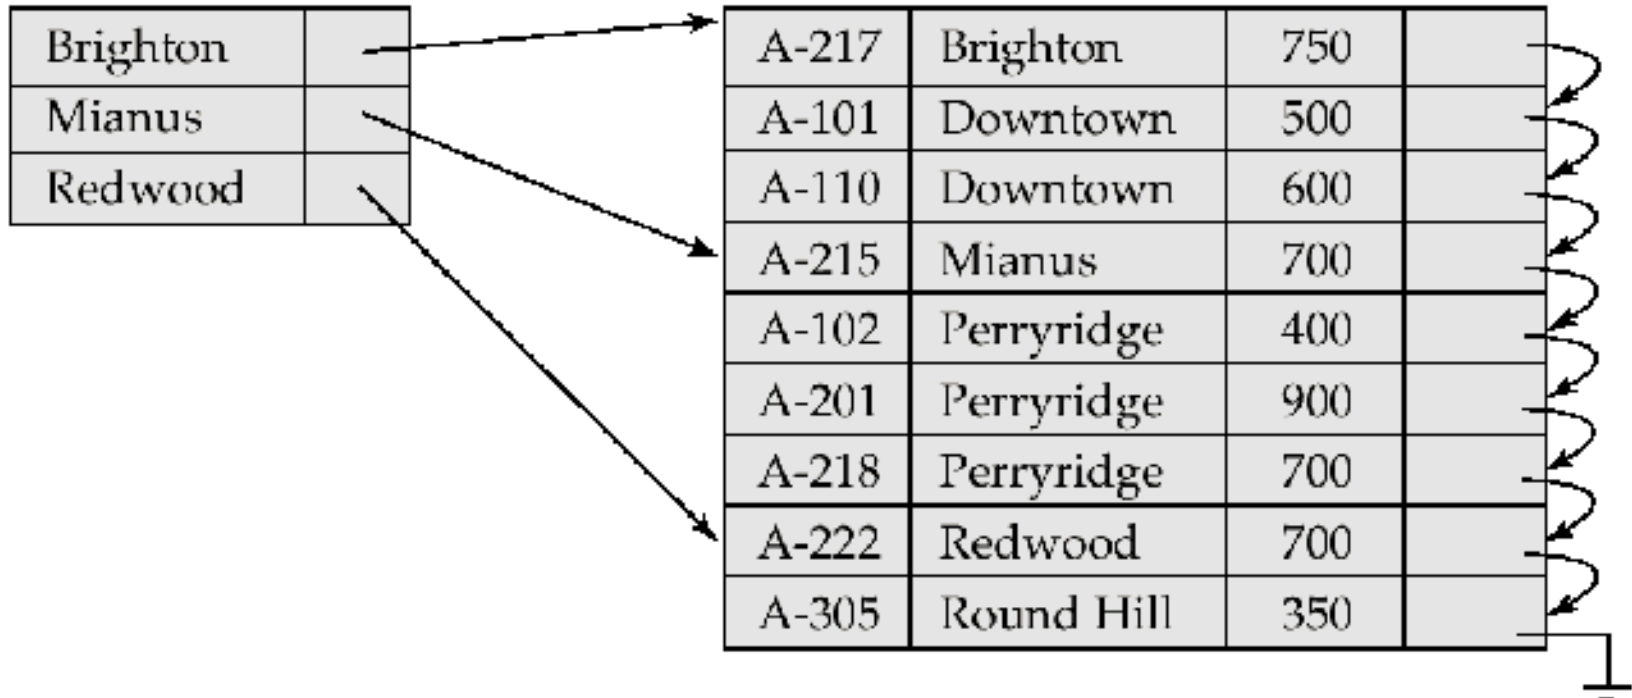 Brighton
Mianus
Redwood
A-217 Brighton 750
A-101 Downtown 500
A-110 Downtown 600
A-215 Mianus 700
A-102 Perryridge 400
A-201 Perryridge 900
A-218 Perryridge 700
A-222 Redwood 700
A-305 Round Hill 350